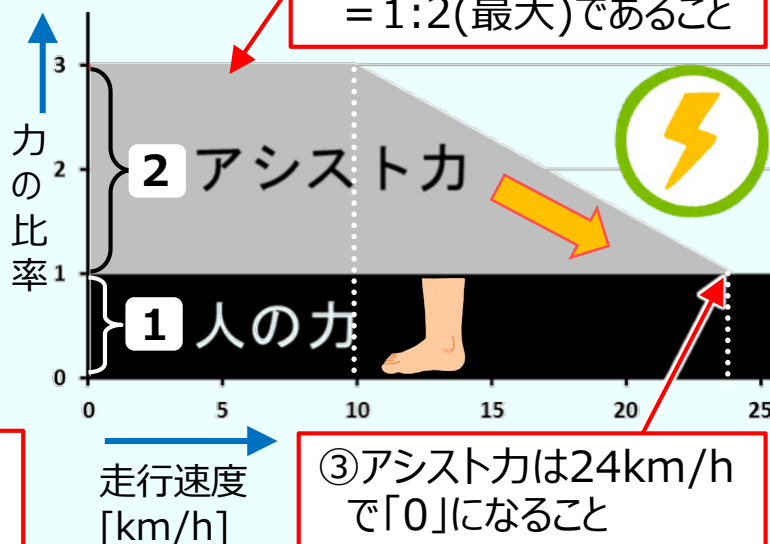 =1:2(最大)であること
3
2
1
0
力の比率
2 アシスト力
1 人の力
0 5 10 15 20 25
走行速度
[km/h]
③アシスト力は24km/h
で「0」になること